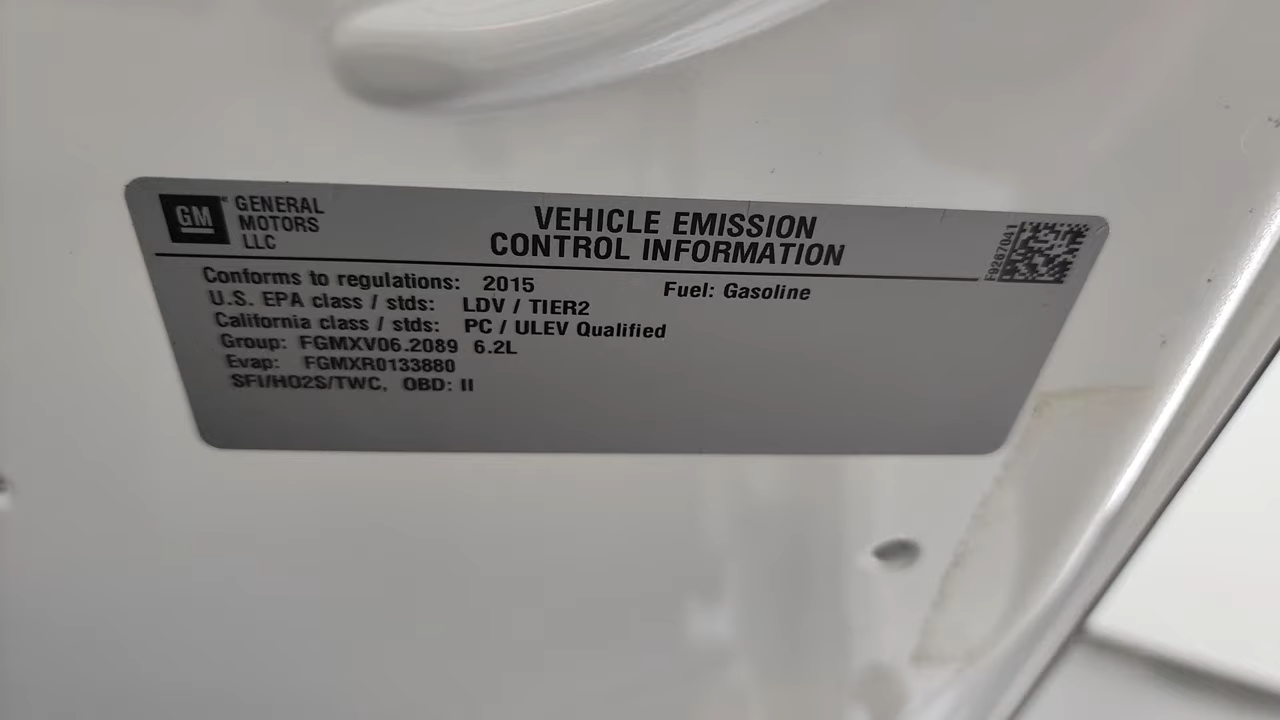 GM
GENERAL
MOTORS
LLC
VEHICLE EMISSION
CONTROL INFORMATION
F9267041
Conforms to regulations: 2015
Fuel: Gasoline
U.S. EPA class / stds: LDV / TIER2
California class / stds: PC / ULEV Qualified
Group: FGMXV06.2089 6.2L
Evap: FGMXR0133880
SFI/HO2S/TWC, OBD: II